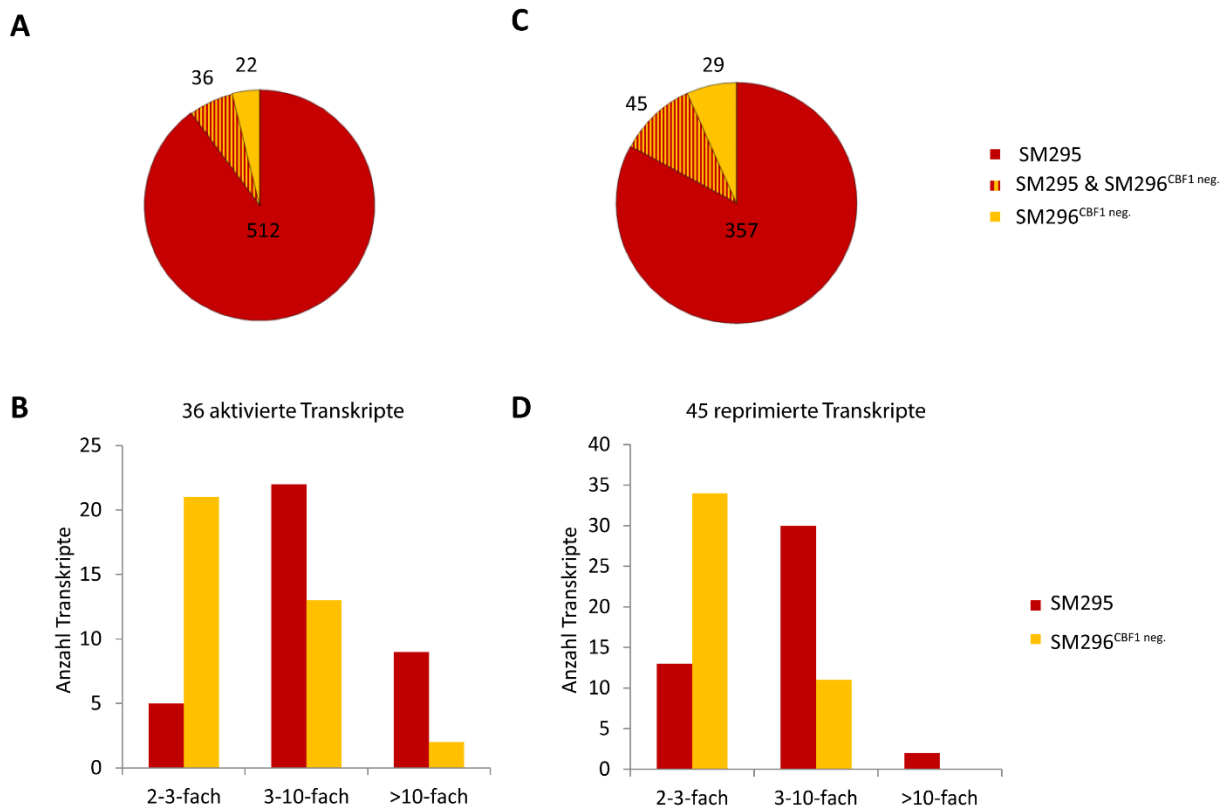 A
36
22
512
C
29
45
357
SM295
SM295 & SM296CBF1 neg.
SM296CBF1 neg.
B
36 aktivierte Transkripte
Anzahl Transkripte
25
20
15
10
5
0
2-3-fach
3-10-fach
>10-fach
D
45 reprimierte Transkripte
Anzahl Transkripte
40
35
30
25
20
15
10
5
0
2-3-fach
3-10-fach
>10-fach
SM295
SM296CBF1 neg.